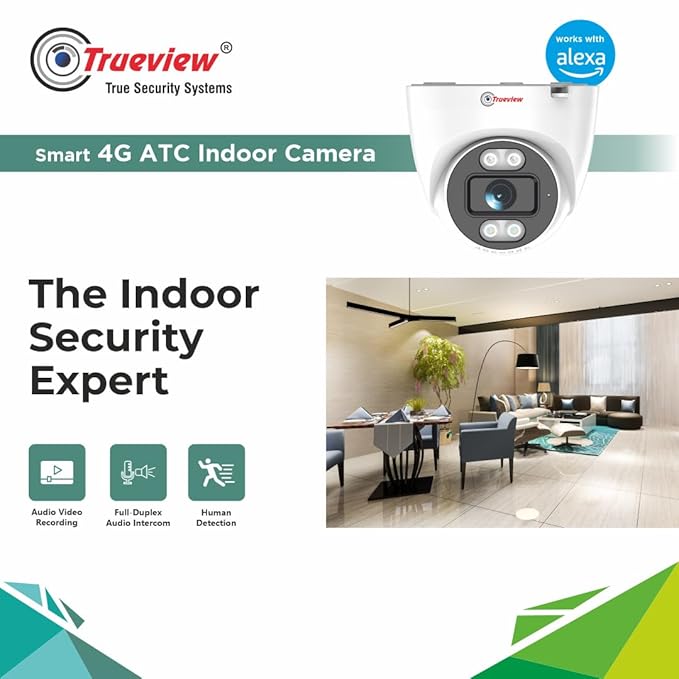 Trueview®
True Security Systems
works with
alexa
Trueview
Smart 4G ATC Indoor Camera
The Indoor
Security
Expert
Audio Video
Recording
Full-Duplex
Audio Intercom
Human
Detection